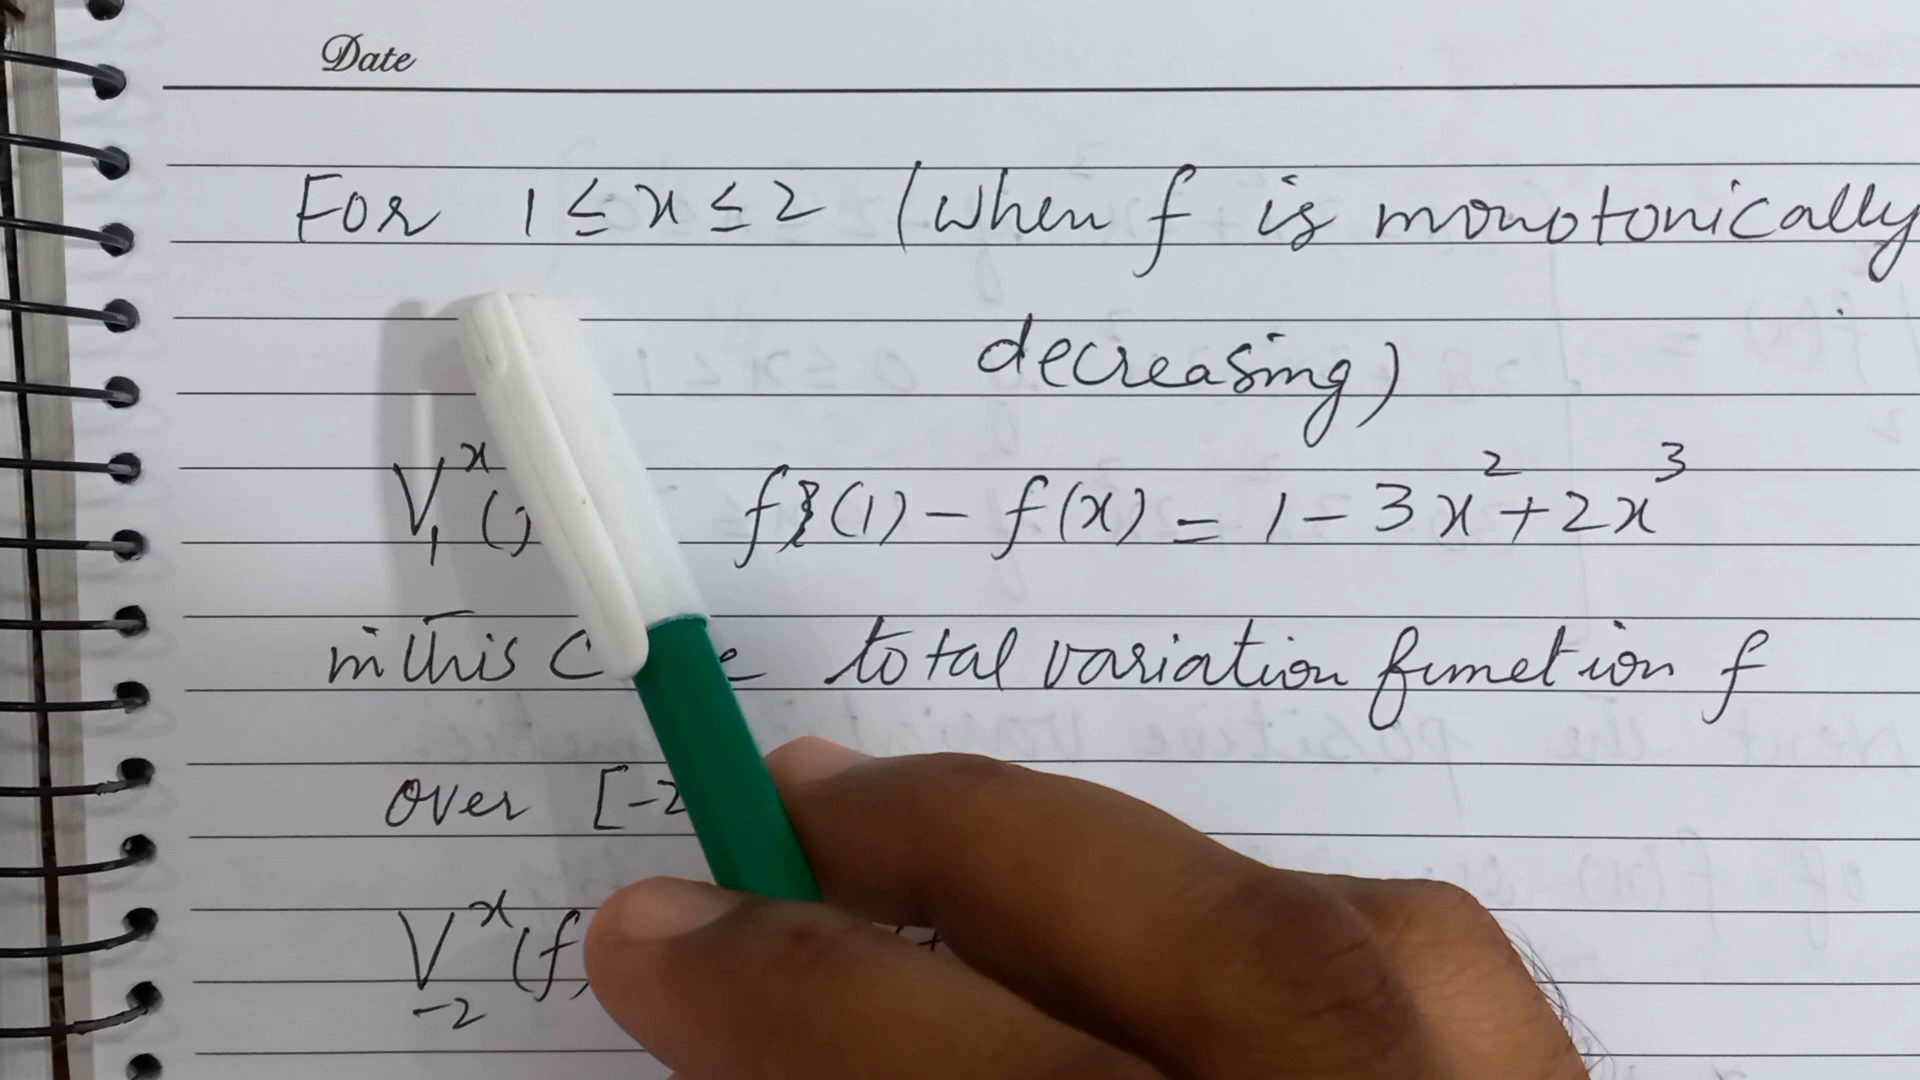 Date
For 1 ≤ x ≤ 2 (when f is monotonically
decreasing)
V₁ˣ ( f (1) - f(x) = 1 - 3x² + 2x³
in this total variation function f
over [-2
V₋₂ˣ (f